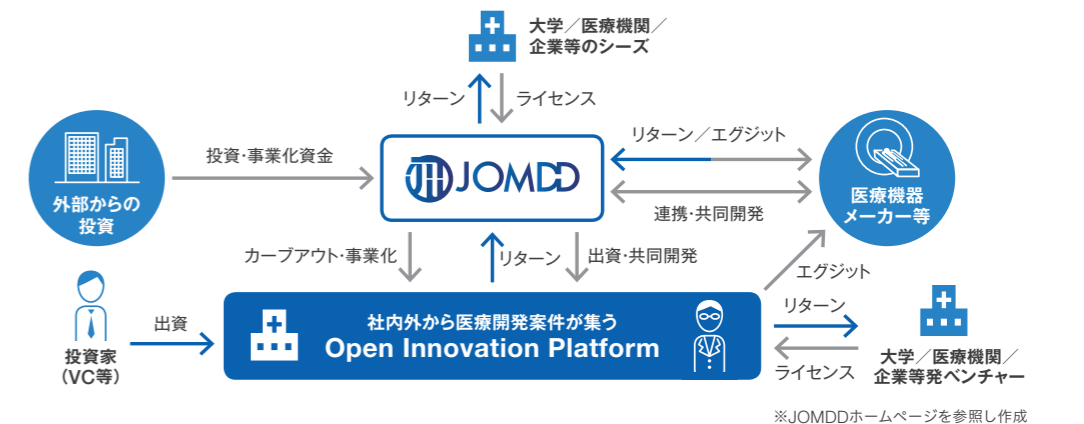 大学／医療機関／
企業等のシーズ
リターン
ライセンス
リターン／エグジット
投資・事業化資金
JOMDD
外部からの
投資
医療機器
メーカー等
連携・共同開発
カーブアウト・事業化
リターン
出資・共同開発
エグジット
出資
社内外から医療開発案件が集う
Open Innovation Platform
リターン
投資家
（VC等）
ライセンス
大学／医療機関／
企業等発ベンチャー
※JOMDDホームページを参照し作成